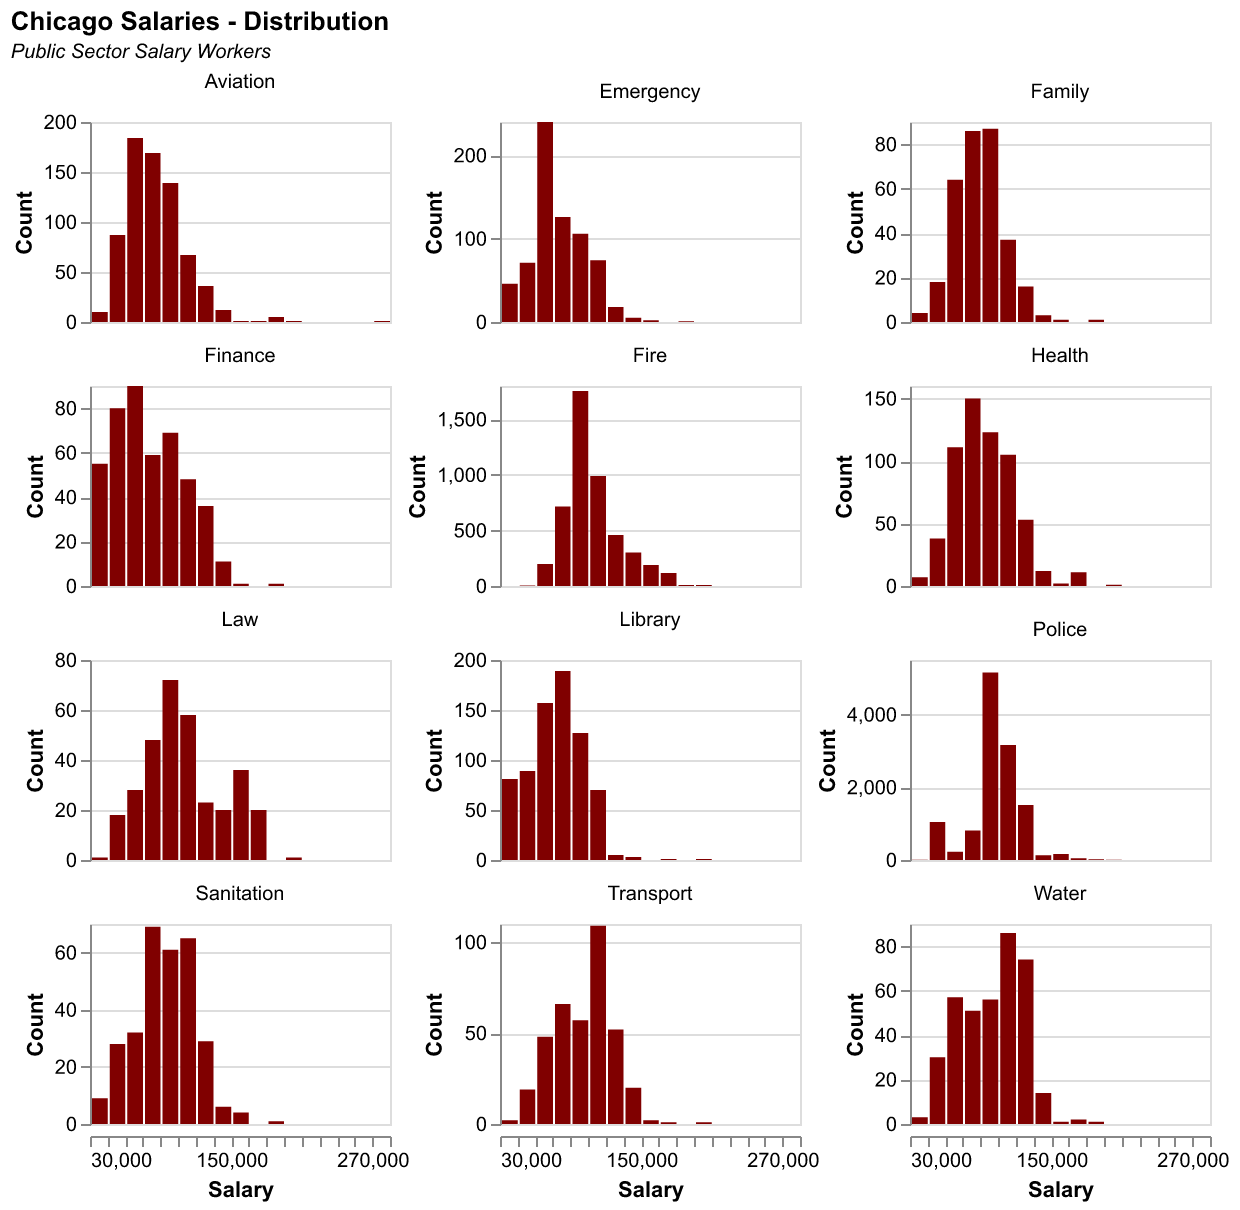 Chicago Salaries - Distribution
Public Sector Salary Workers
Aviation
Emergency
Family
200
150
100
50
0
Count
200
100
0
Count
80
60
40
20
0
Count
Finance
Fire
Health
80
60
40
20
0
Count
1,500
1,000
500
0
Count
150
100
50
0
Count
Law
Library
Police
80
60
40
20
0
Count
200
150
100
50
0
Count
4,000
2,000
0
Count
Sanitation
Transport
Water
60
40
20
0
Count
100
50
0
Count
80
60
40
20
0
Count
30,000 150,000 270,000
Salary
30,000 150,000 270,000
Salary
30,000 150,000 270,000
Salary